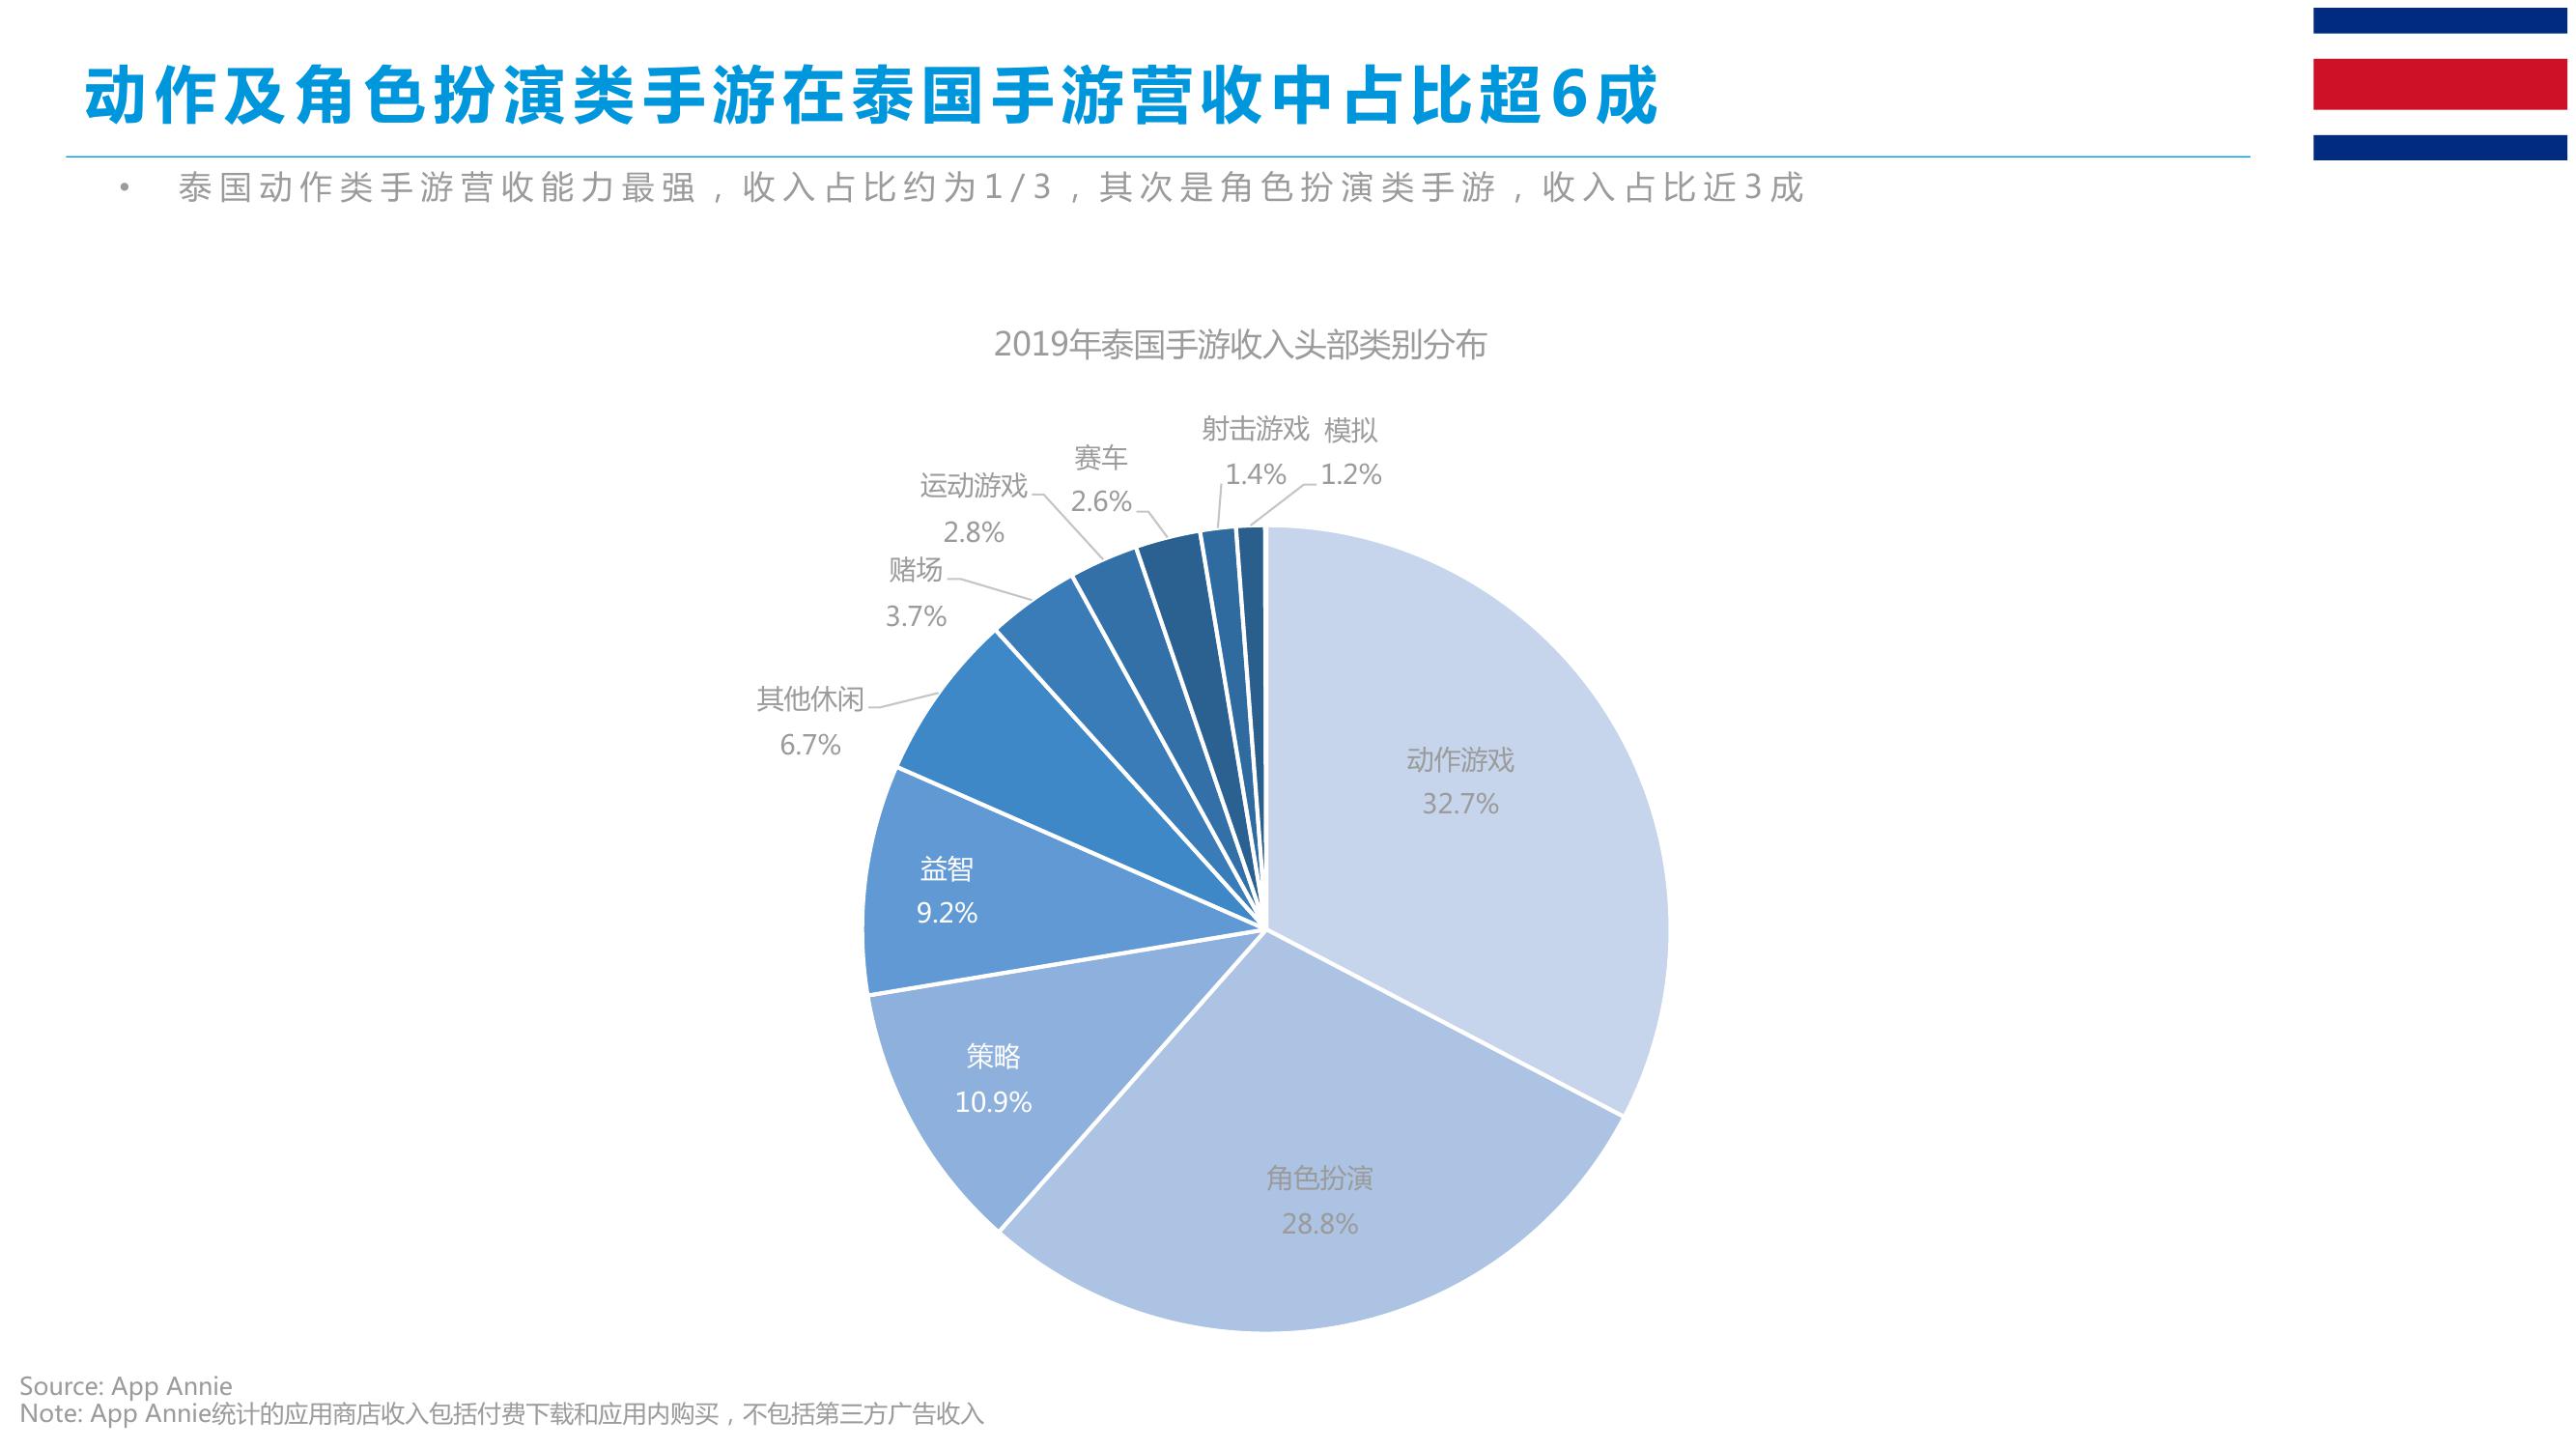 动作及角色扮演类手游在泰国手游营收中占比超6成
• 泰国动作类手游营收能力最强，收入占比约为1/3，其次是角色扮演类手游，收入占比近3成
2019年泰国手游收入头部类别分布
射击游戏
1.4%
模拟
1.2%
赛车
2.6%
运动游戏
2.8%
赌场
3.7%
其他休闲
6.7%
动作游戏
32.7%
益智
9.2%
策略
10.9%
角色扮演
28.8%
Source: App Annie
Note: App Annie统计的应用商店收入包括付费下载和应用内购买，不包括第三方广告收入